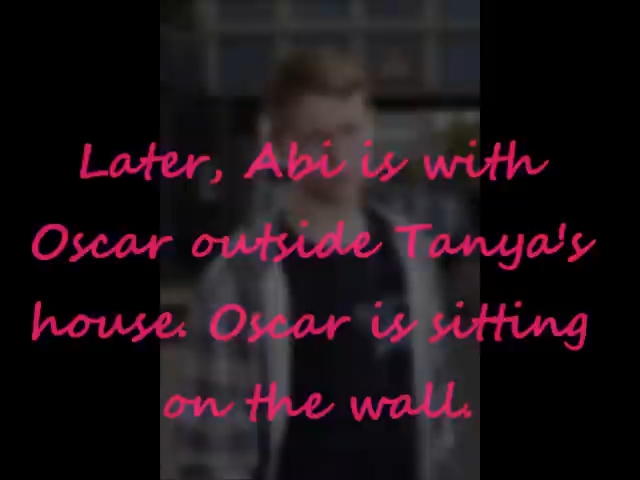 Later, Abi is with
Oscar outside Tanya's
house. Oscar is sitting
on the wall.